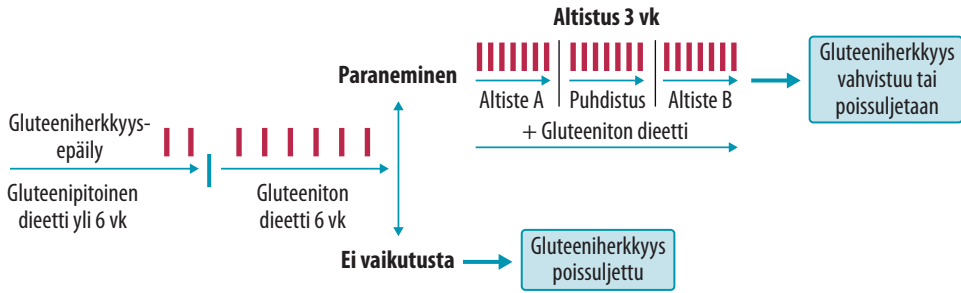 Altistus 3 vk
Paraneminen
Altiste A
Puhdistus
Altiste B
+ Gluteeniton dieetti
Gluteeniherkkyys
vahvistuu tai
poissuljetaan
Gluteeniherkkyys-
epäily
Gluteenipitoinen
dieetti yli 6 vk
Gluteeniton
dieetti 6 vk
Ei vaikutusta
Gluteeniherkkyys
poissuljettu